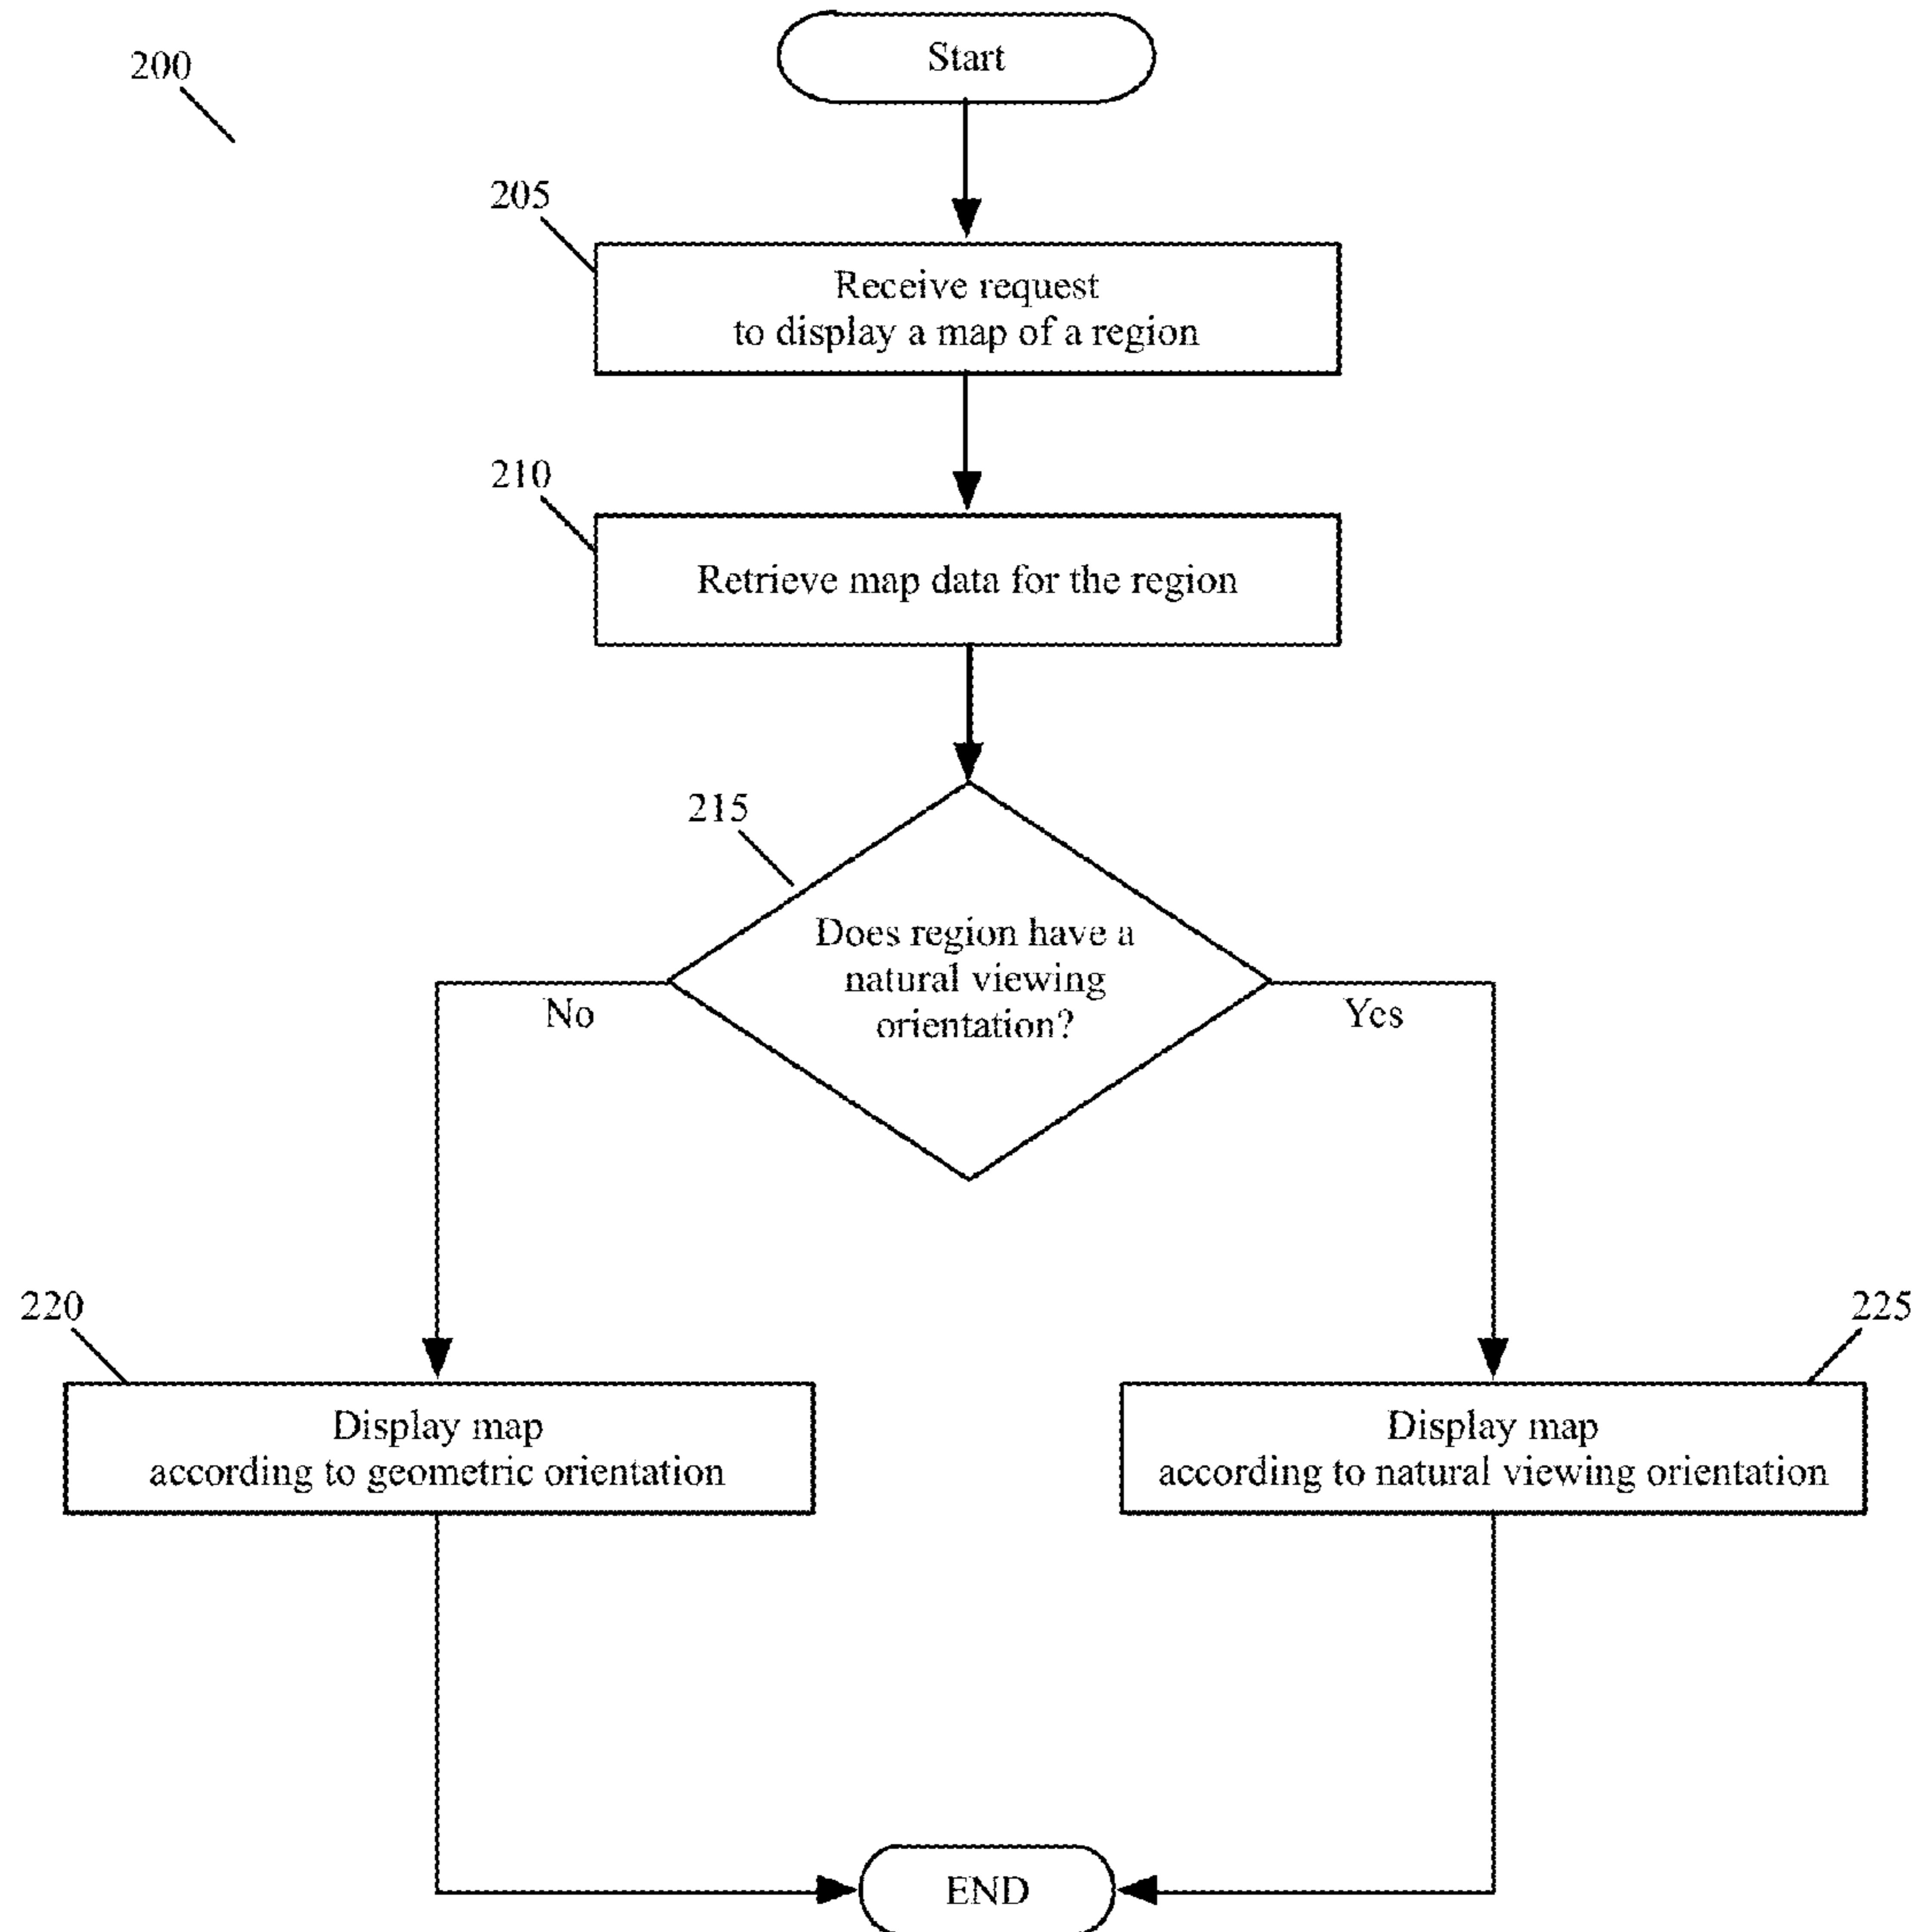 200
Start
205
Receive request
to display a map of a region
210
Retrieve map data for the region
215
Does region have a
natural viewing
orientation?
No
Yes
220
225
Display map
according to geometric orientation
Display map
according to natural viewing orientation
END